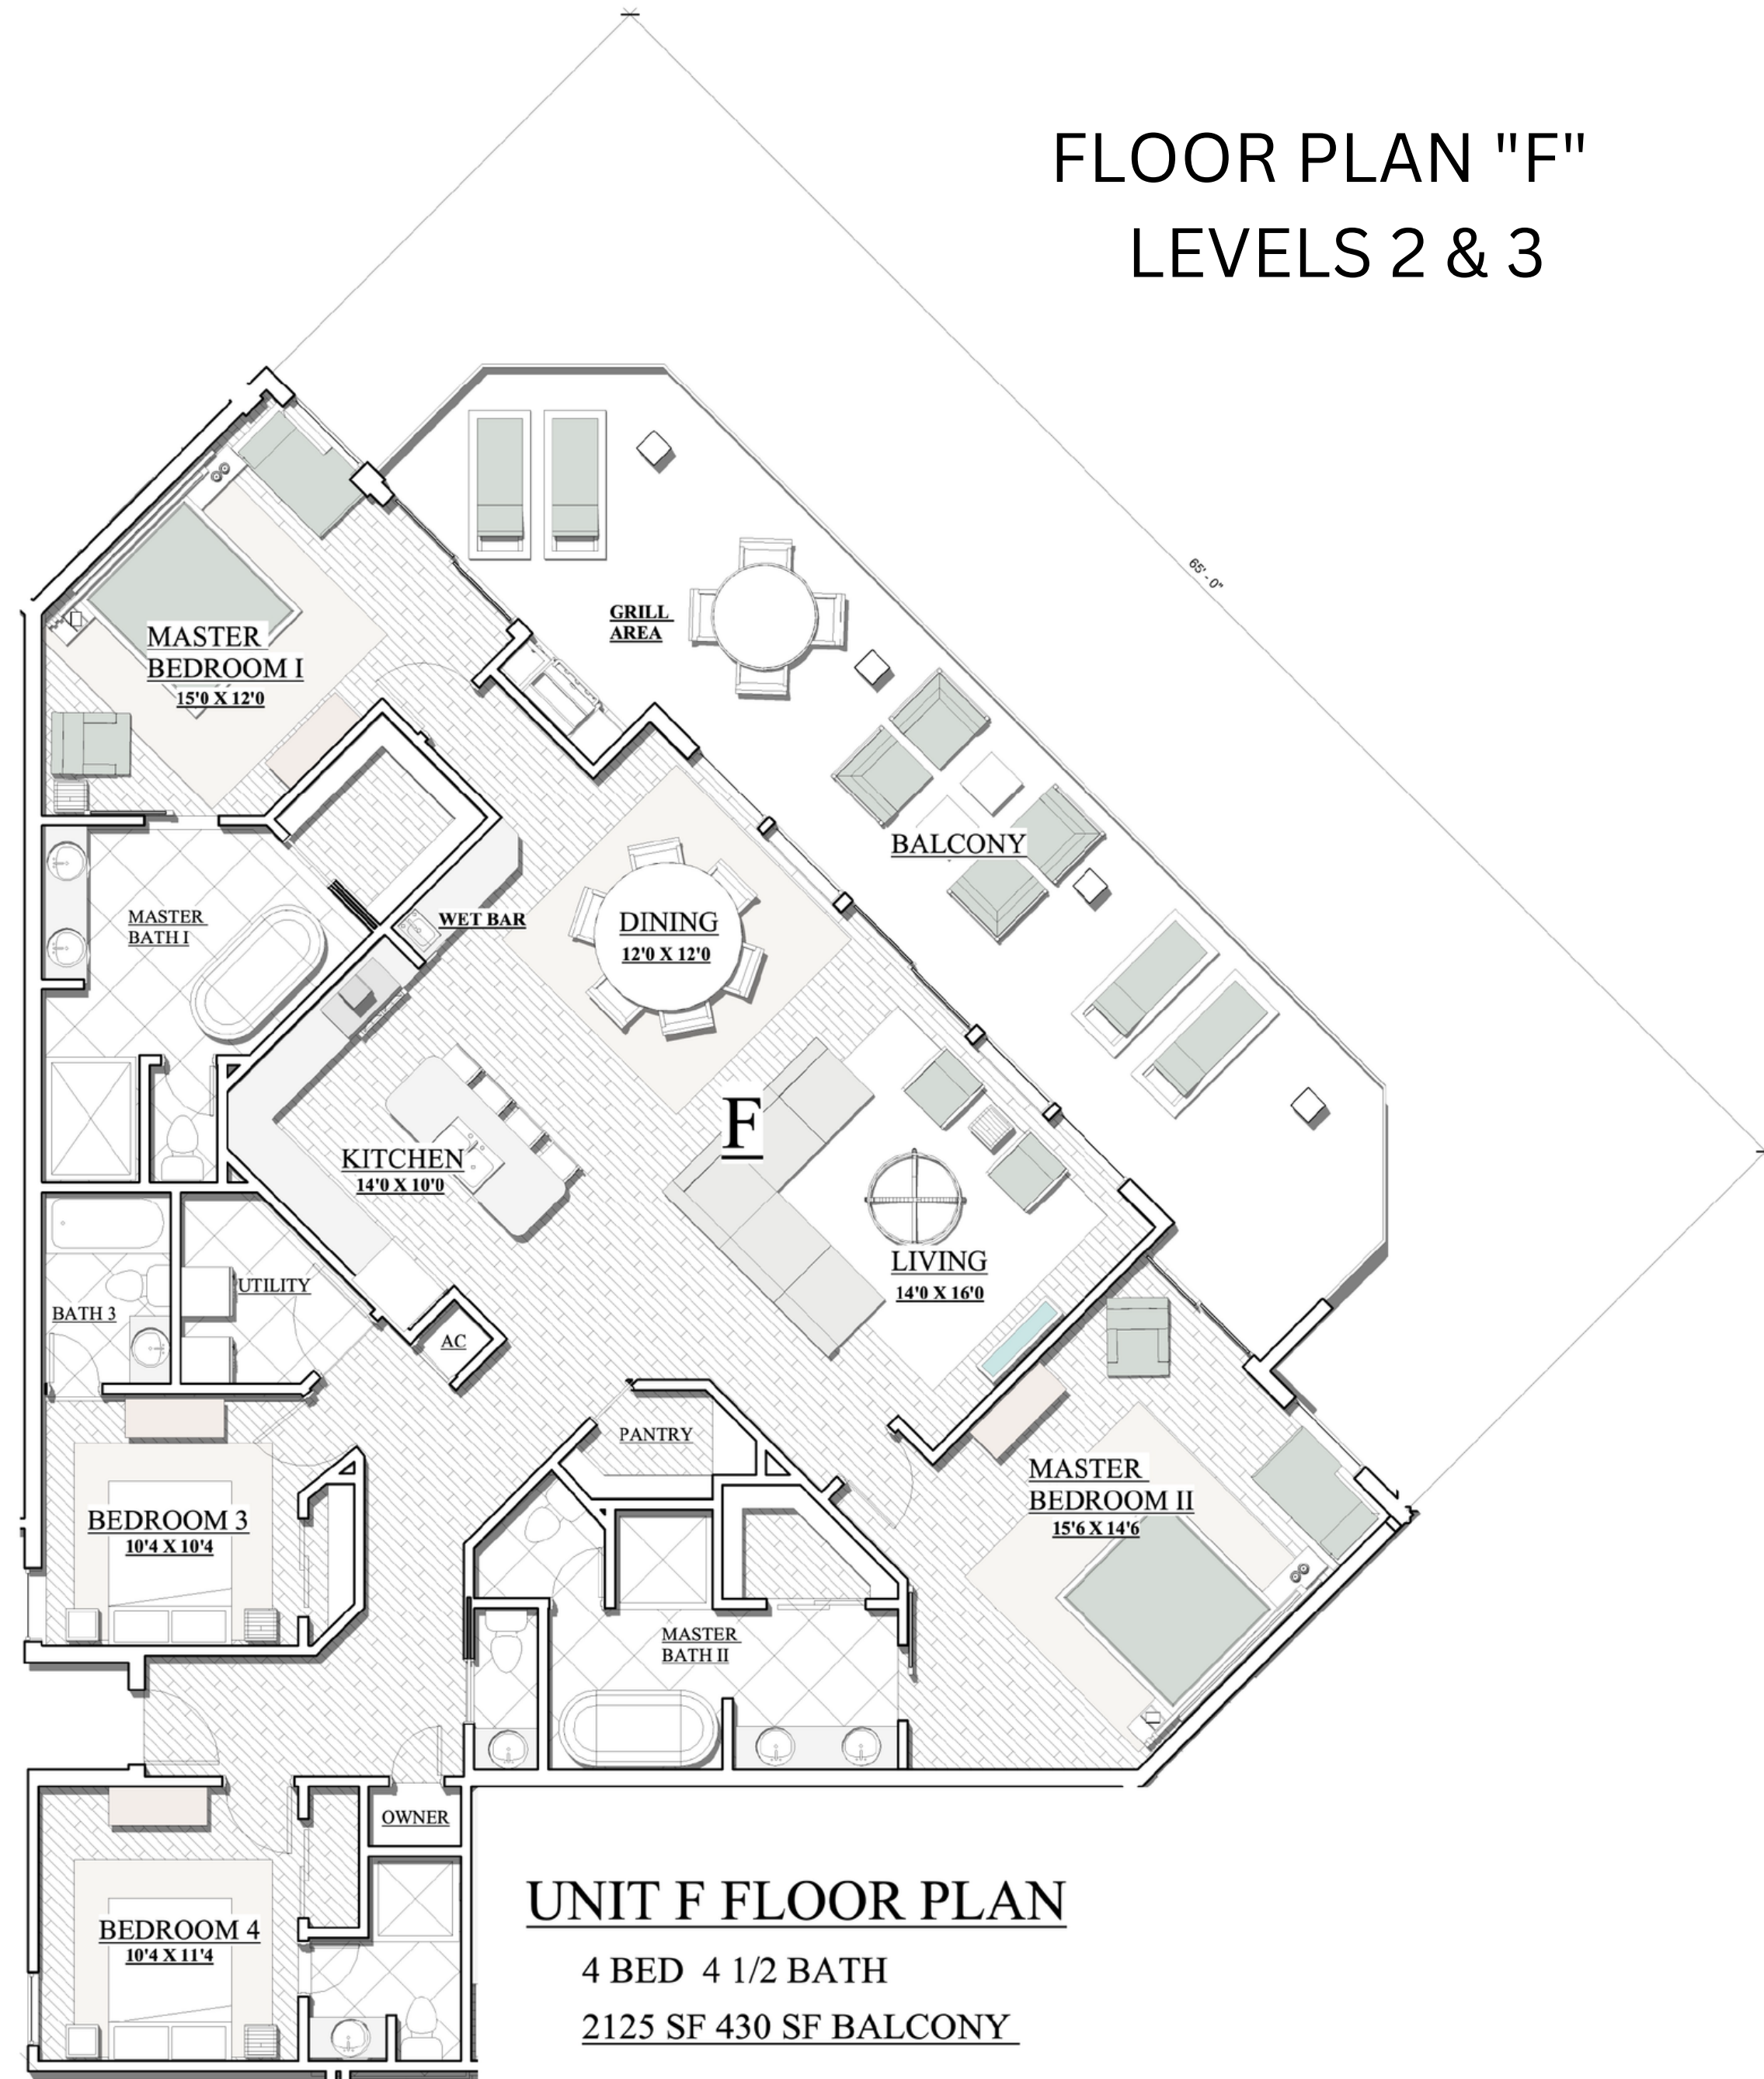 FLOOR PLAN "F"
LEVELS 2 & 3
65' - 0"
GRILL
AREA
MASTER
BEDROOM I
15'0 X 12'0
BALCONY
MASTER
BATH I
WET BAR
DINING
12'0 X 12'0
F
KITCHEN
14'0 X 10'0
LIVING
14'0 X 16'0
UTILITY
BATH 3
AC
PANTRY
MASTER
BEDROOM II
15'6 X 14'6
BEDROOM 3
10'4 X 10'4
MASTER
BATH II
OWNER
BEDROOM 4
10'4 X 11'4
UNIT F FLOOR PLAN
4 BED 4 1/2 BATH
2125 SF 430 SF BALCONY